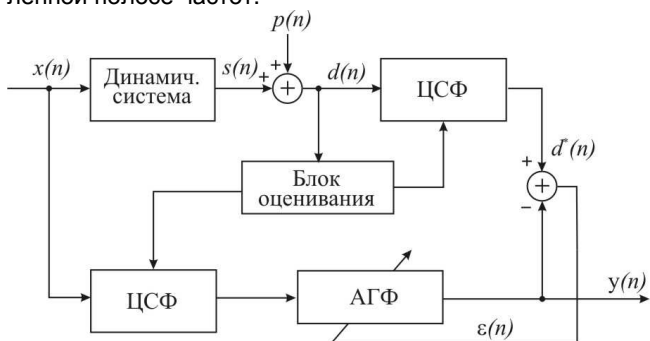 ленной полосе частот.
p(n)
x(n)
Динамич.
система
s(n)
+
+
+
d(n)
ЦСФ
d*(n)
+
+
−
Блок
оценивания
ЦСФ
АГФ
y(n)
ε(n)